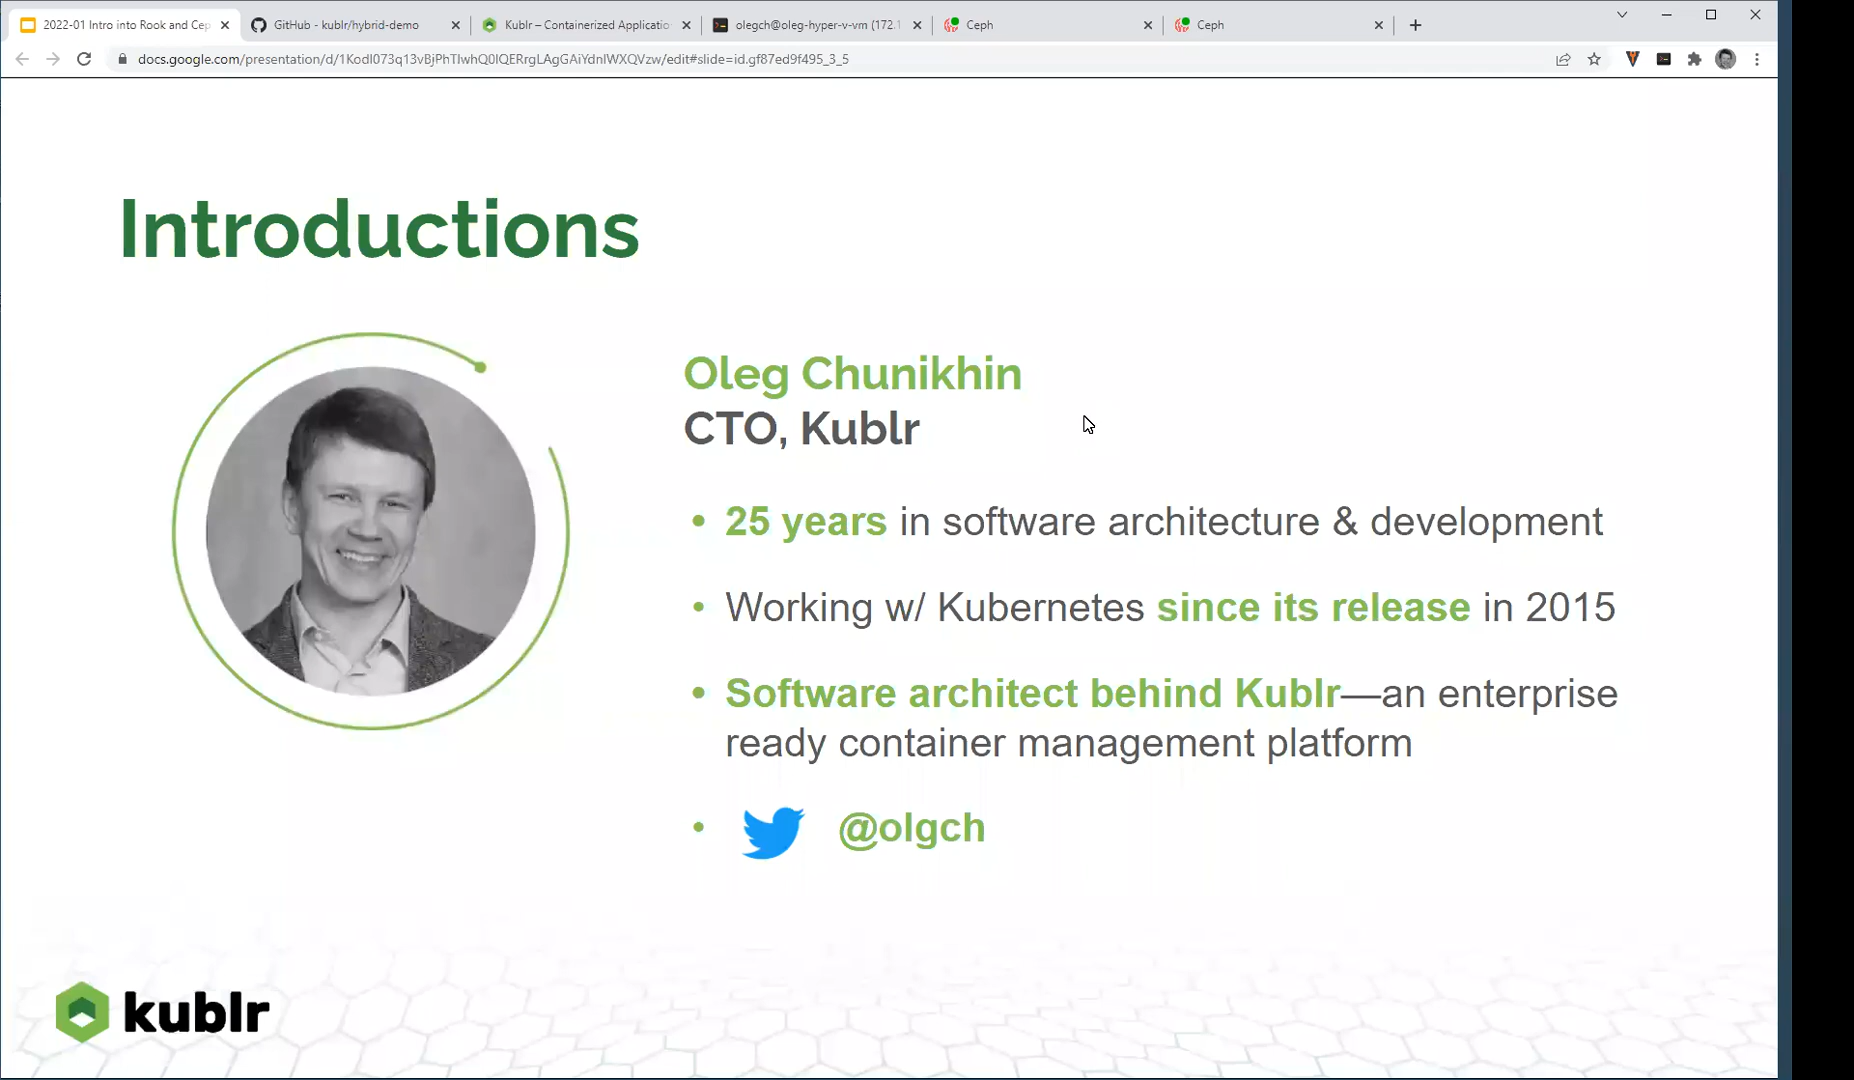 2022-01 Intro into Rook and Cep
GitHub - kublr/hybrid-demo
Kublr – Containerized Applicatio
olegch@oleg-hyper-v-vm (172.1
Ceph
Ceph
docs.google.com/presentation/d/1KodI073q13vBjPhTlwhQ0lQERrgLAgGAiYdnlWXQVzw/edit#slide=id.gf87ed9f495_3_5
Introductions
Oleg Chunikhin
CTO, Kublr
• 25 years in software architecture & development
• Working w/ Kubernetes since its release in 2015
• Software architect behind Kublr—an enterprise
ready container management platform
• @olgch
kublr